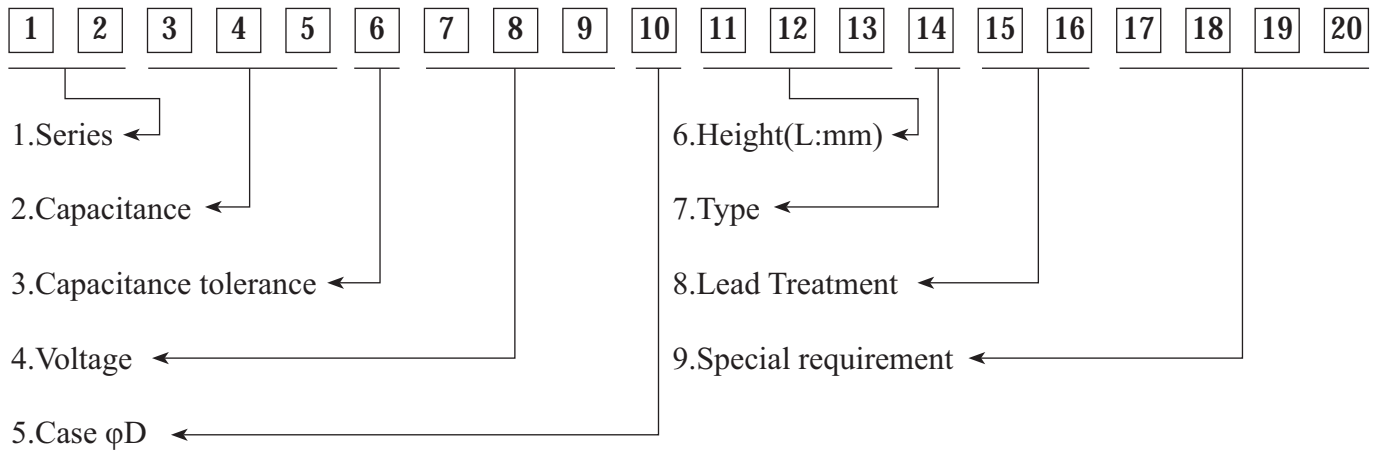 1 2 3 4 5 6 7 8 9 10 11 12 13 14 15 16 17 18 19 20
1.Series
2.Capacitance
3.Capacitance tolerance
4.Voltage
5.Case φD
6.Height(L:mm)
7.Type
8.Lead Treatment
9.Special requirement